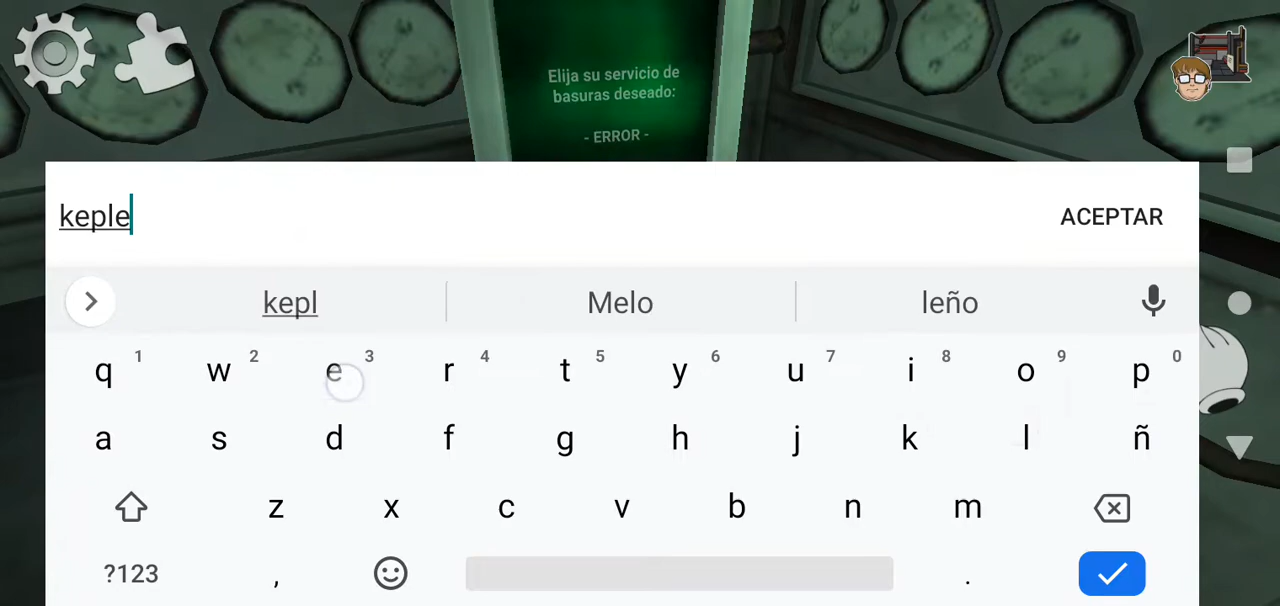 Elija su servicio de
basuras deseado:
- ERROR -
keple
ACEPTAR
kepl Melo leño
1 2 3 4 5 6 7 8 9 0
q w e r t y u i o p
a s d f g h j k l ñ
z x c v b n m
?123 , .